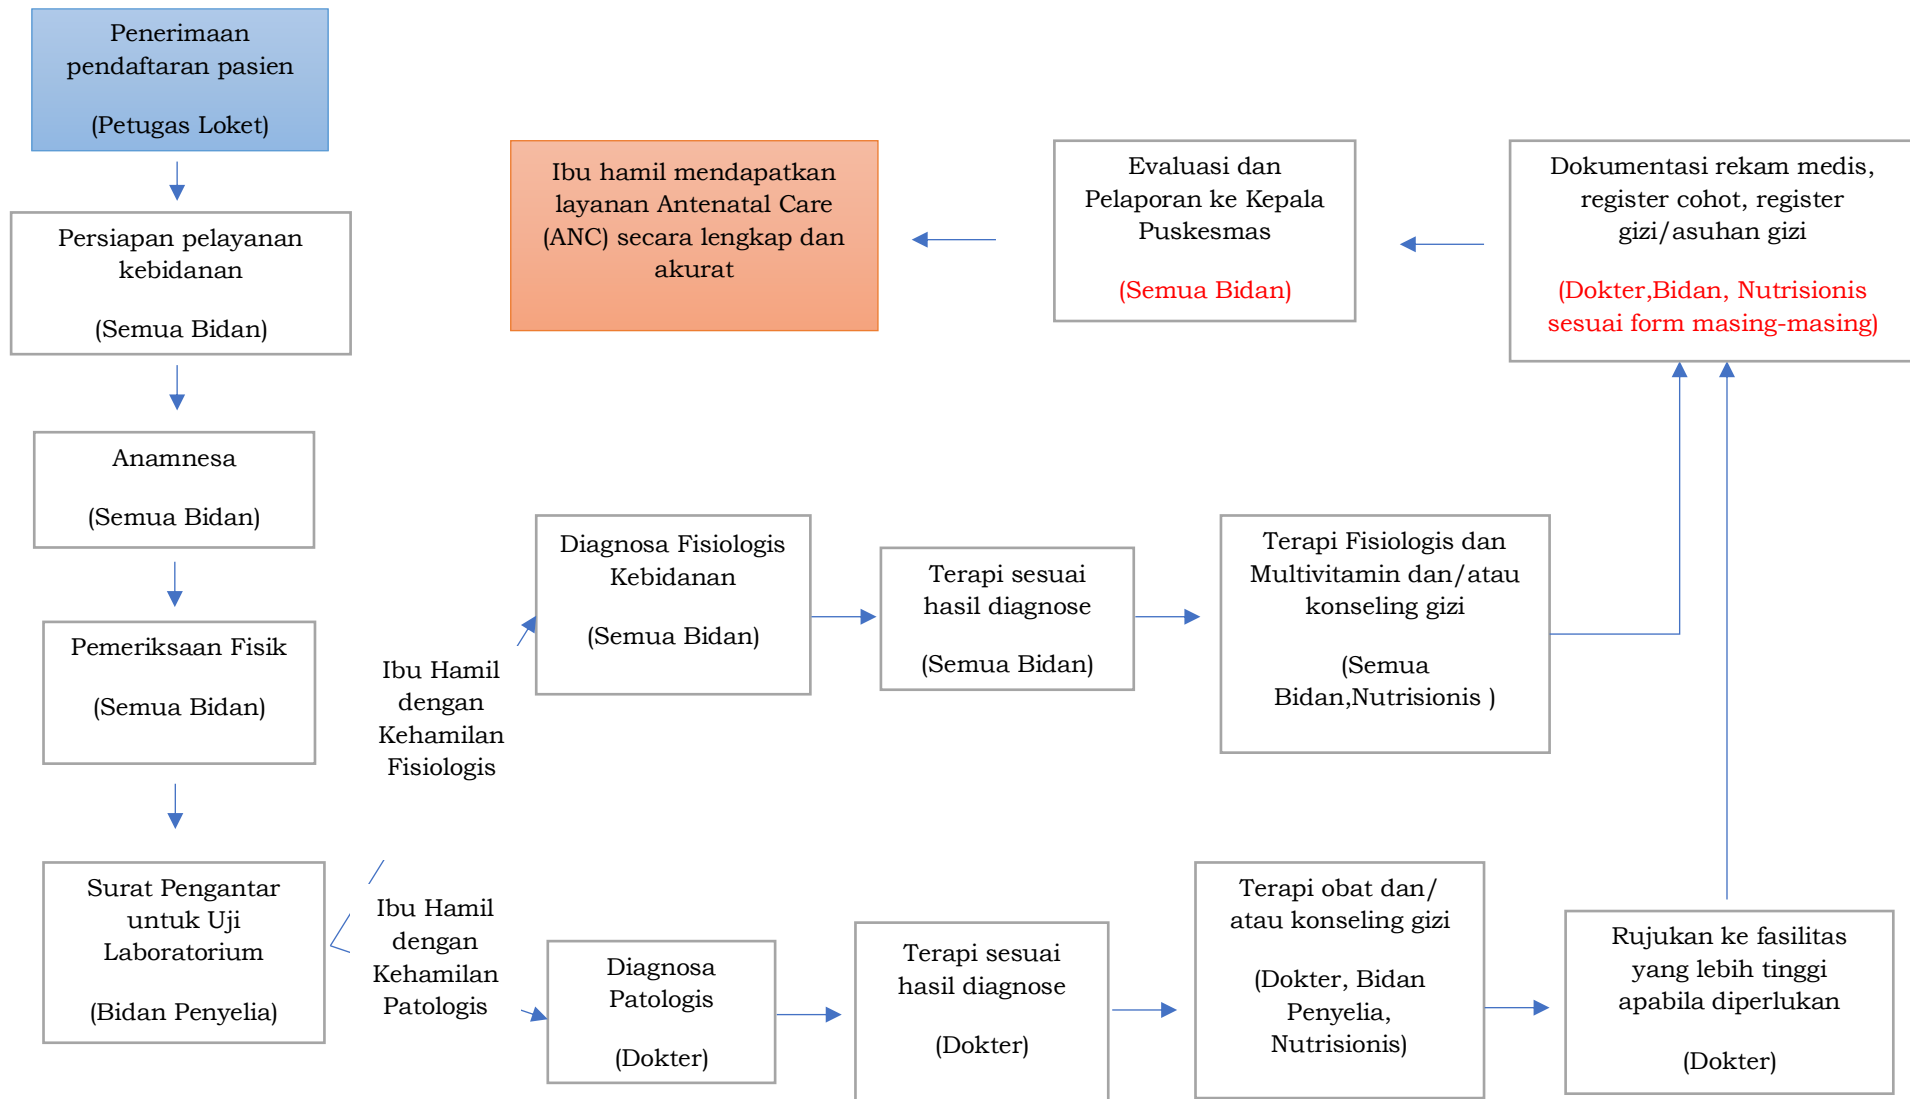 Penerimaan
pendaftaran pasien
(Petugas Loket)
Persiapan pelayanan
kebidanan
(Semua Bidan)
Anamnesa
(Semua Bidan)
Pemeriksaan Fisik
(Semua Bidan)
Surat Pengantar
untuk Uji
Laboratorium
(Bidan Penyelia)
Ibu Hamil
dengan
Kehamilan
Fisiologis
Diagnosa Fisiologis
Kebidanan
(Semua Bidan)
Terapi sesuai
hasil diagnose
(Semua Bidan)
Terapi Fisiologis dan
Multivitamin dan/atau
konseling gizi
(Semua
Bidan,Nutrisionis )
Ibu Hamil
dengan
Kehamilan
Patologis
Diagnosa
Patologis
(Dokter)
Terapi sesuai
hasil diagnose
(Dokter)
Terapi obat dan/
atau konseling gizi
(Dokter, Bidan
Penyelia,
Nutrisionis)
Rujukan ke fasilitas
yang lebih tinggi
apabila diperlukan
(Dokter)
Dokumentasi rekam medis,
register cohot, register
gizi/asuhan gizi
(Dokter,Bidan, Nutrisionis
sesuai form masing-masing)
Evaluasi dan
Pelaporan ke Kepala
Puskesmas
(Semua Bidan)
Ibu hamil mendapatkan
layanan Antenatal Care
(ANC) secara lengkap dan
akurat